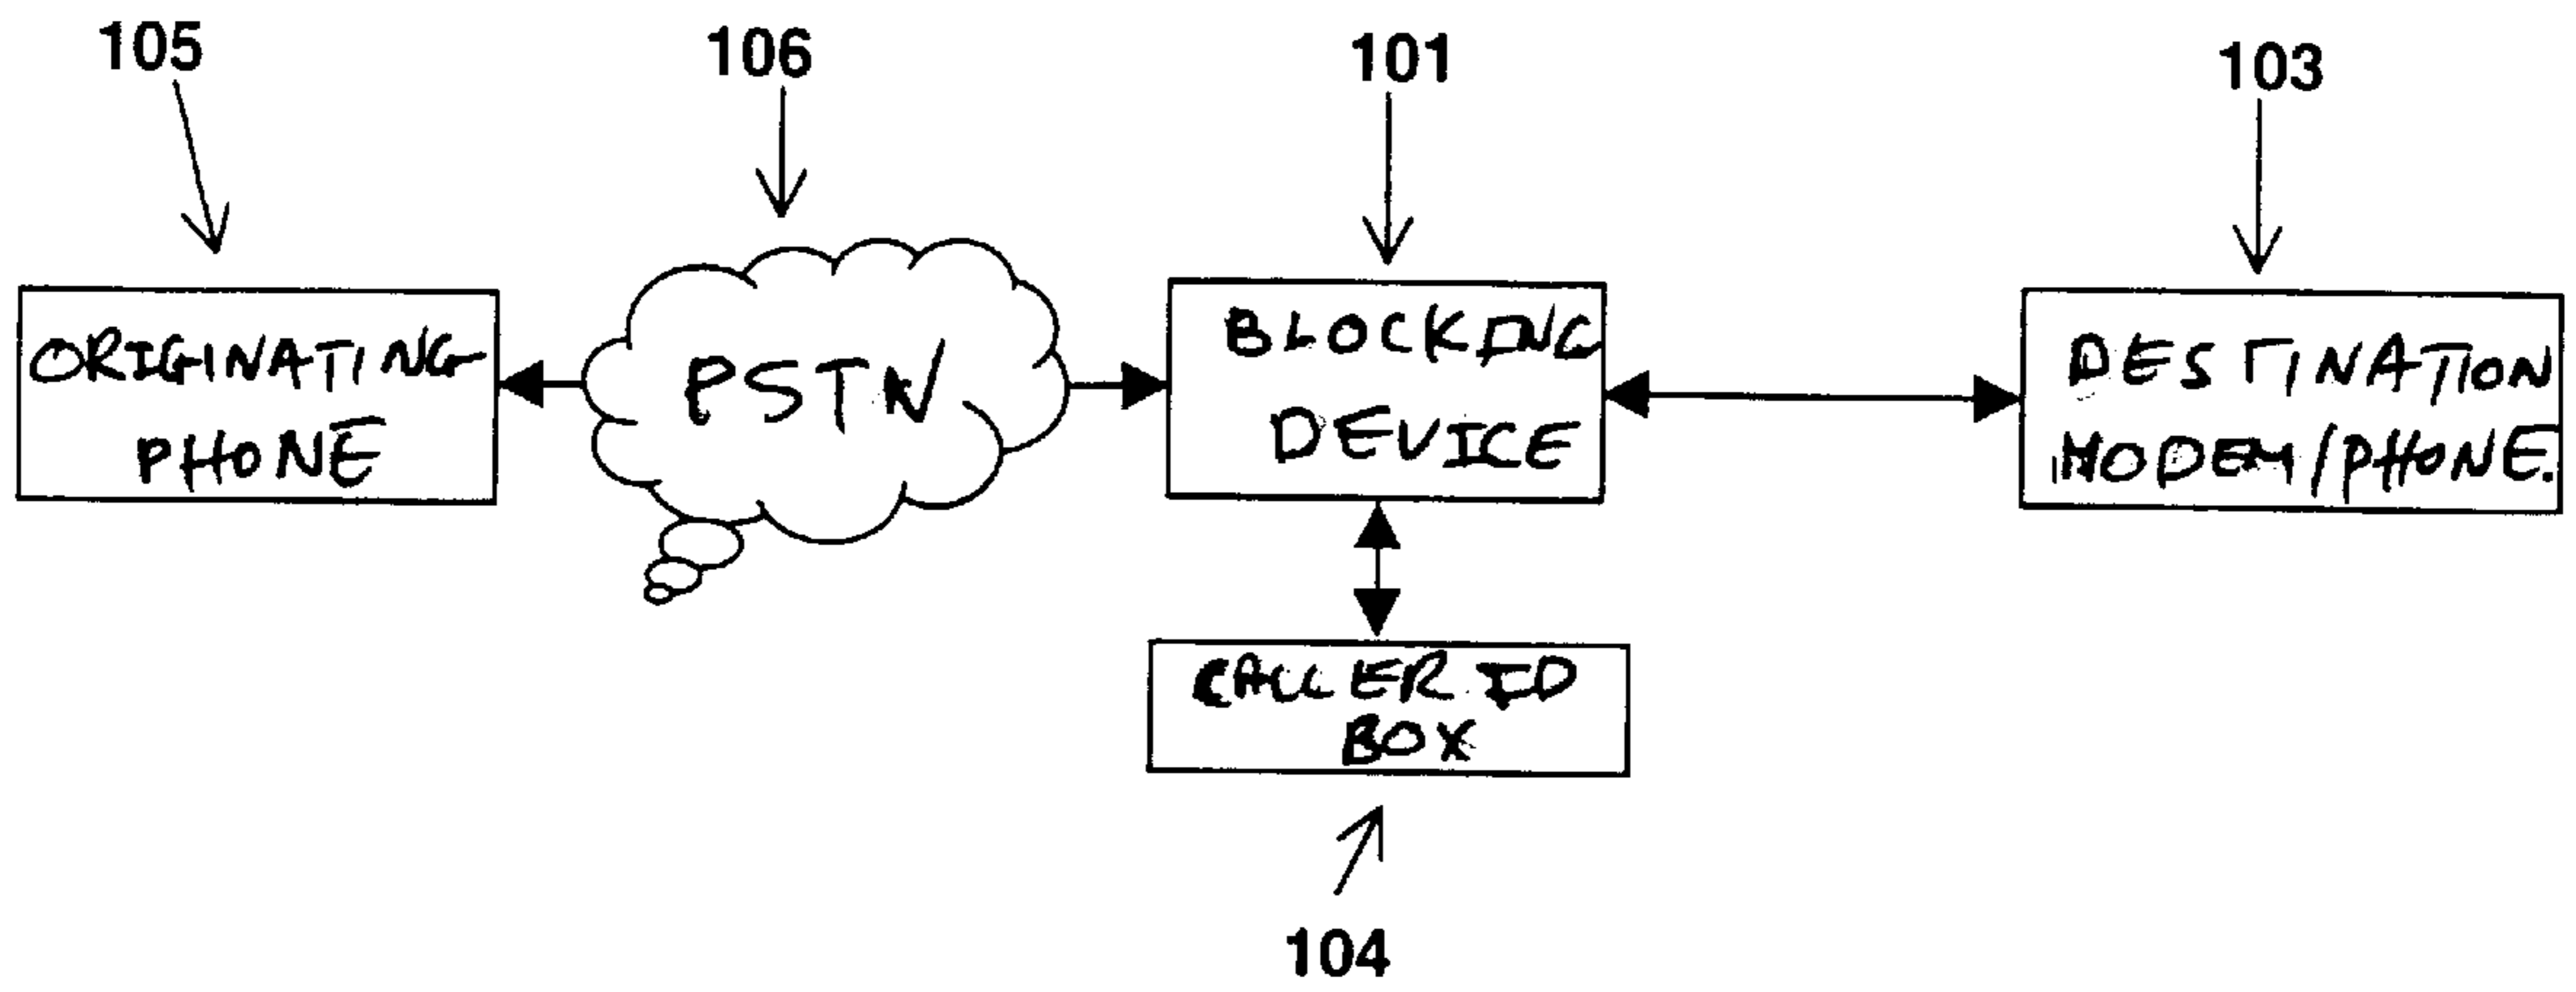 105
106
101
103
ORIGINATING
PHONE
PSTN
BLOCKING
DEVICE
DESTINATION
MODEM/PHONE.
CALLER ID
BOX
104